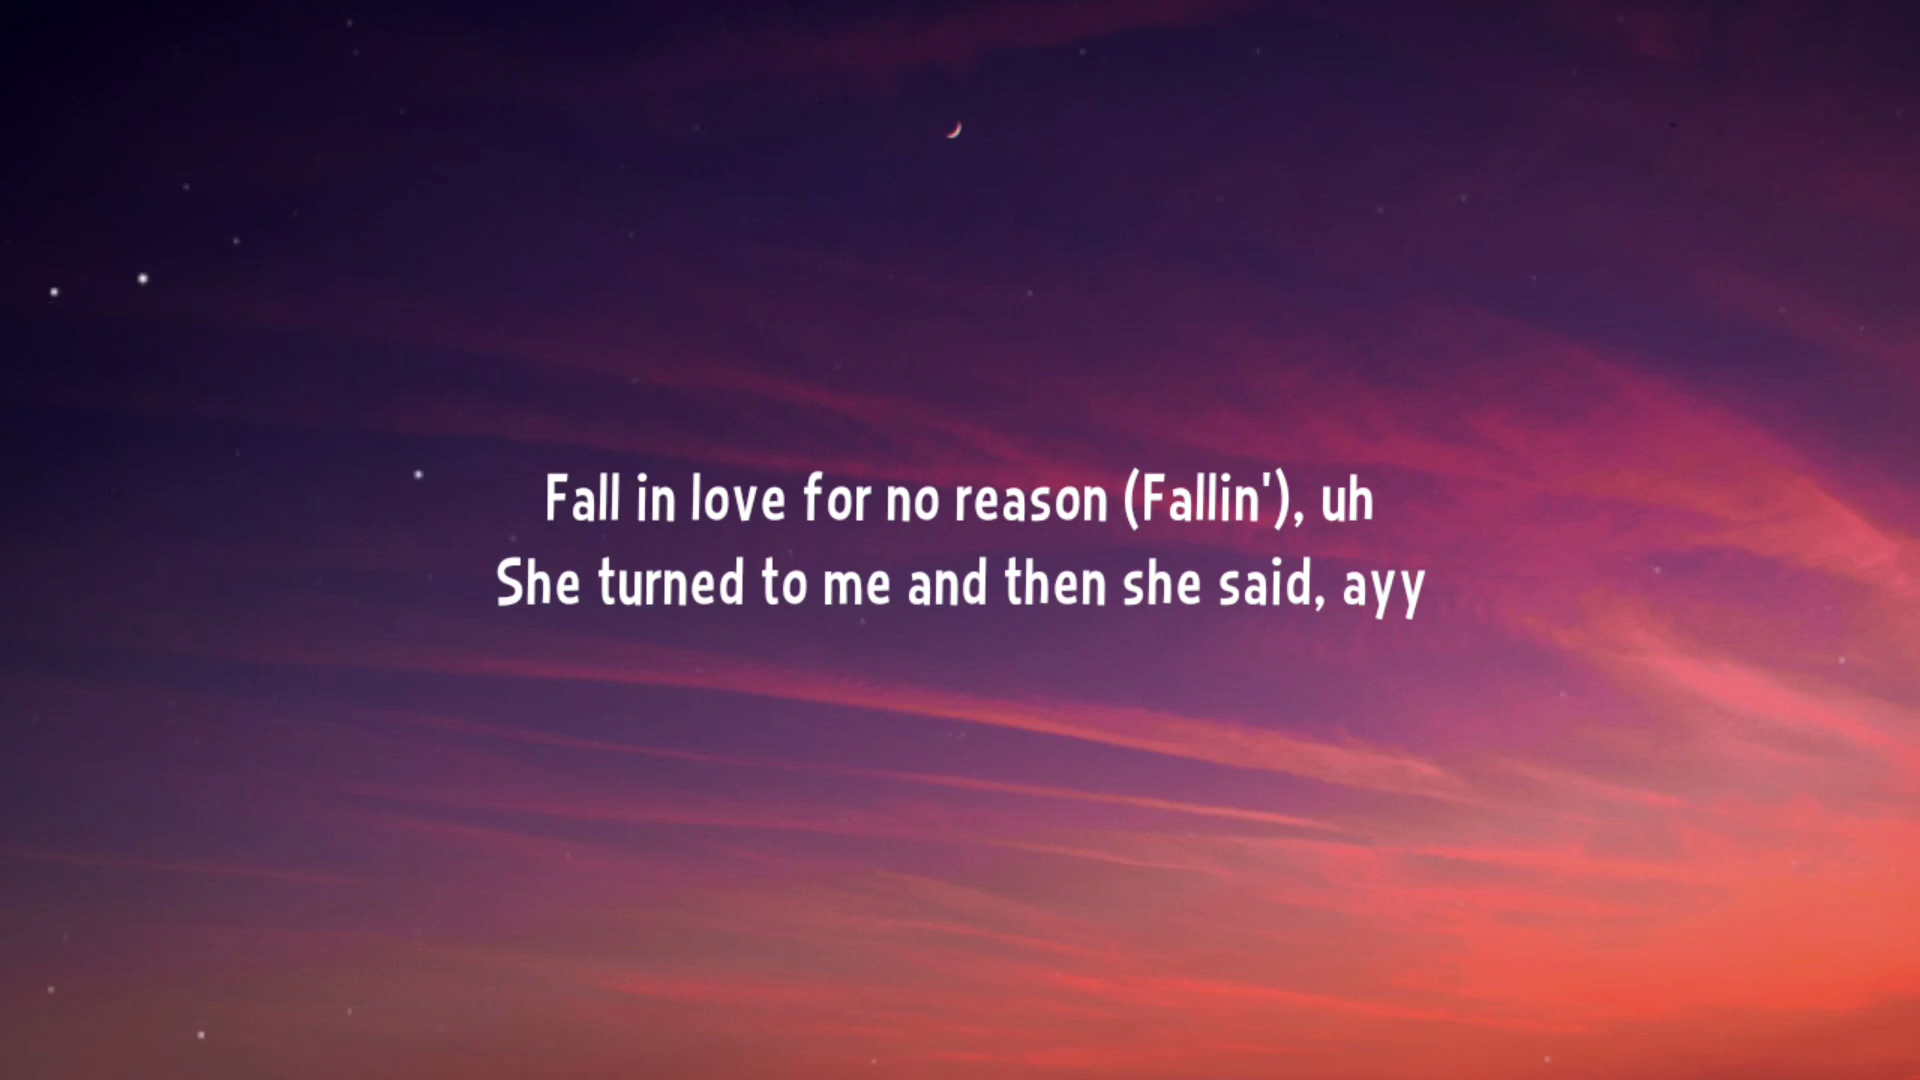 Fall in love for no reason (Fallin'), uh
She turned to me and then she said, ayy